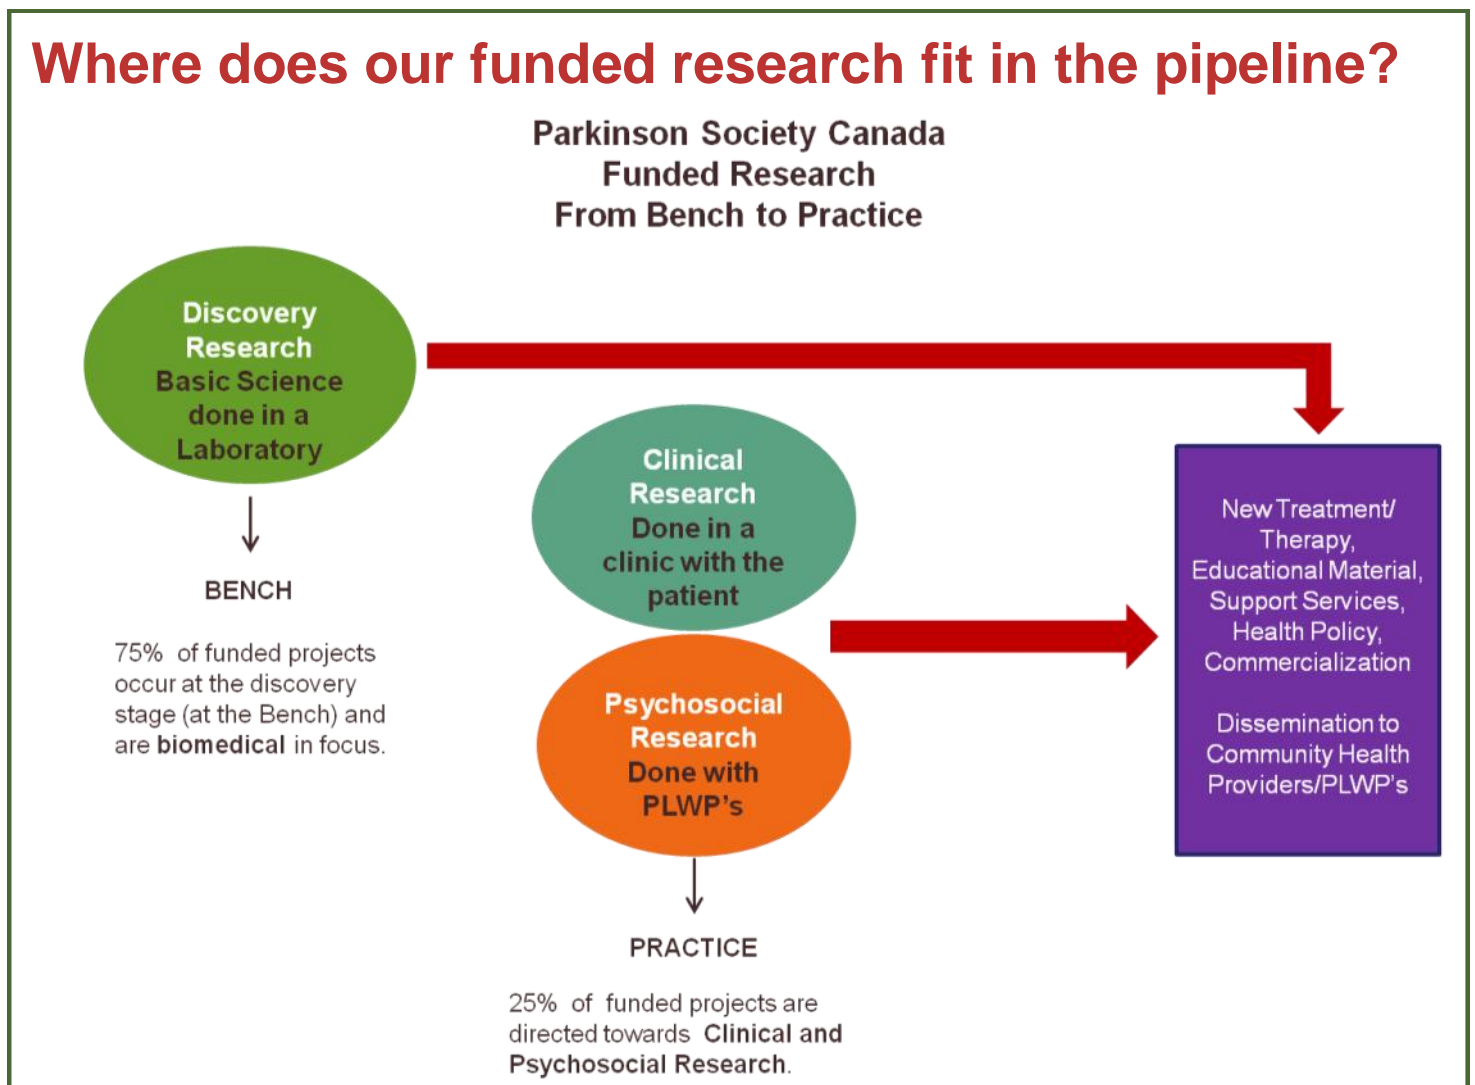 Where does our funded research fit in the pipeline?
Parkinson Society Canada
Funded Research
From Bench to Practice
Discovery
Research
Basic Science
done in a
Laboratory
BENCH
75% of funded projects
occur at the discovery
stage (at the Bench) and
are biomedical in focus.
Clinical
Research
Done in a
clinic with the
patient
Psychosocial
Research
Done with
PLWP's
PRACTICE
25% of funded projects are
directed towards Clinical and
Psychosocial Research.
New Treatment/
Therapy,
Educational Material,
Support Services,
Health Policy,
Commercialization
Dissemination to
Community Health
Providers/PLWP's